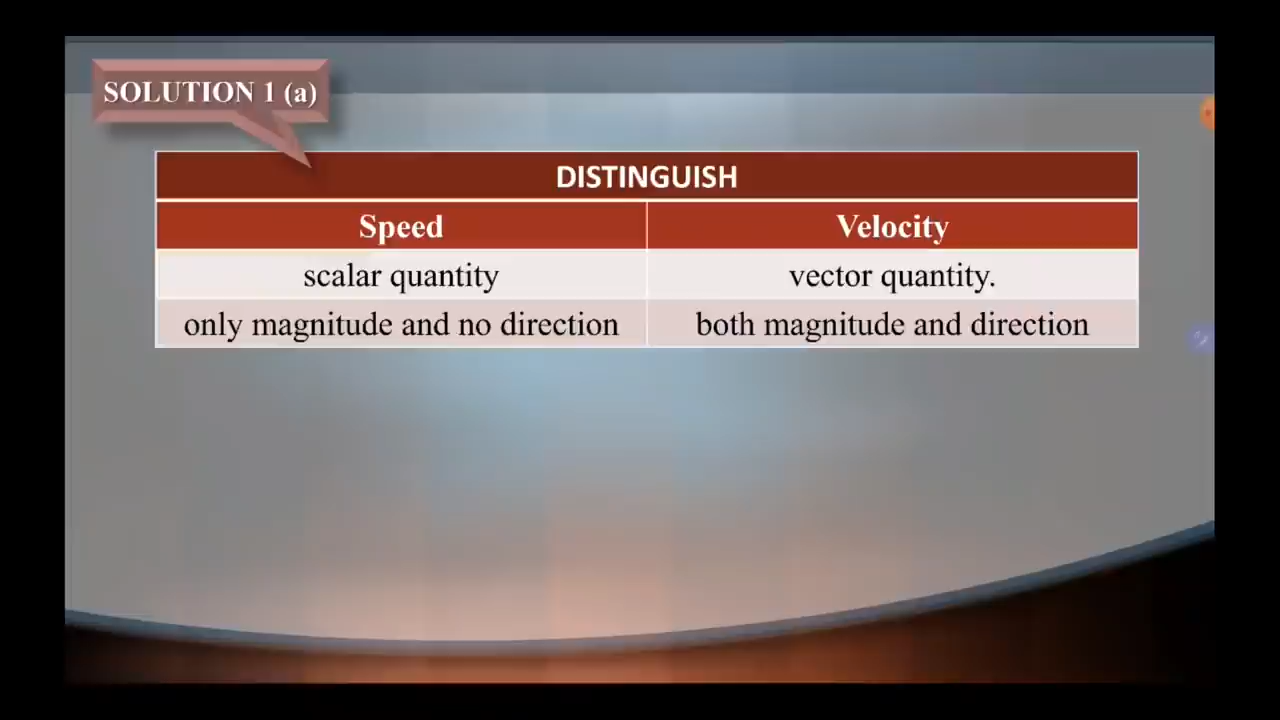 SOLUTION 1 (a)
DISTINGUISH
Speed Velocity
scalar quantity vector quantity.
only magnitude and no direction both magnitude and direction